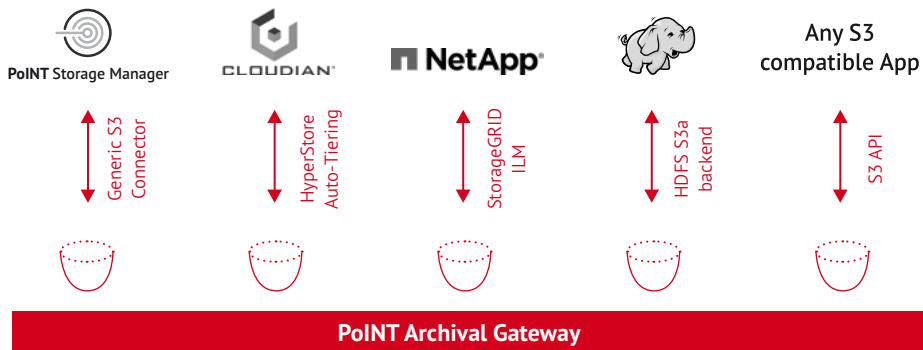 PoINT Storage Manager
CLOUDIAN
NetApp
Any S3
compatible App
Generic S3
Connector
HyperStore
Auto-Tiering
StorageGRID
ILM
HDFS S3a
backend
S3 API
PoINT Archival Gateway